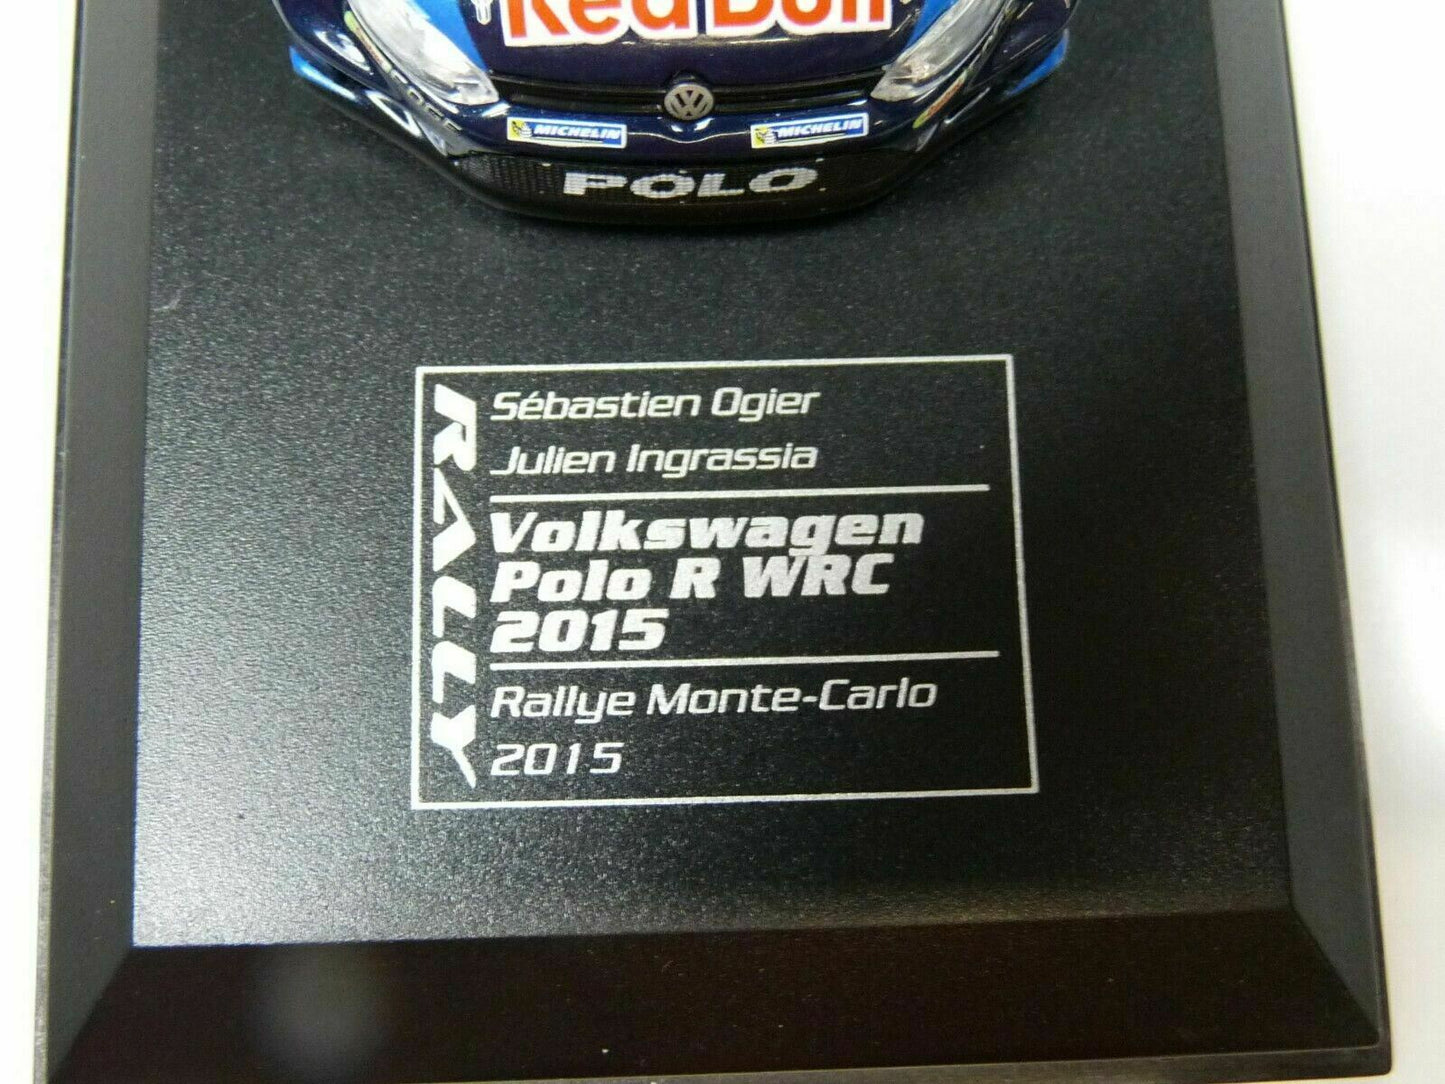 Red Bull
MICHELIN MICHELIN
POLO
RALLY
Sébastien Ogier
Julien Ingrassia
Volkswagen
Polo R WRC
2015
Rallye Monte-Carlo
2015